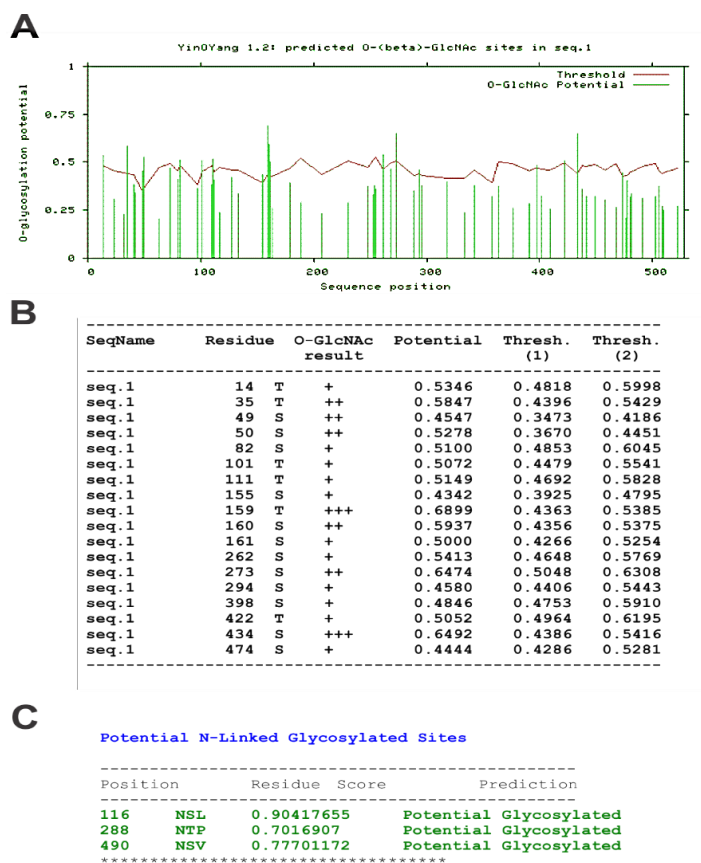 A
YinOYang 1.2: predicted O-(beta)-GlcNAc sites in seq.1
O-glycosylation potential
1
0.75
0.5
0.25
0
Threshold
O-GlcNAc Potential
0 100 200 300 400 500
Sequence position
B
SeqName Residue O-GlcNAc Potential Thresh. Thresh.
result (1) (2)
seq.1 14 T + 0.5346 0.4818 0.5998
seq.1 35 T ++ 0.5847 0.4396 0.5429
seq.1 49 S ++ 0.4547 0.3473 0.4186
seq.1 50 S ++ 0.5278 0.3670 0.4451
seq.1 82 S + 0.5100 0.4853 0.6045
seq.1 101 T + 0.5072 0.4479 0.5541
seq.1 111 T + 0.5149 0.4692 0.5828
seq.1 155 S + 0.4342 0.3925 0.4795
seq.1 159 T +++ 0.6899 0.4363 0.5385
seq.1 160 S ++ 0.5937 0.4356 0.5375
seq.1 161 S + 0.5000 0.4266 0.5254
seq.1 262 S + 0.5413 0.4648 0.5769
seq.1 273 S ++ 0.6474 0.5048 0.6308
seq.1 294 S + 0.4580 0.4406 0.5443
seq.1 398 S + 0.4846 0.4753 0.5910
seq.1 422 T + 0.5052 0.4964 0.6195
seq.1 434 S +++ 0.6492 0.4386 0.5416
seq.1 474 S + 0.4444 0.4286 0.5281
C
Potential N-Linked Glycosylated Sites
Position Residue Score Prediction
116 NSL 0.90417655 Potential Glycosylated
288 NTP 0.7016907 Potential Glycosylated
490 NSV 0.77701172 Potential Glycosylated
***********************************